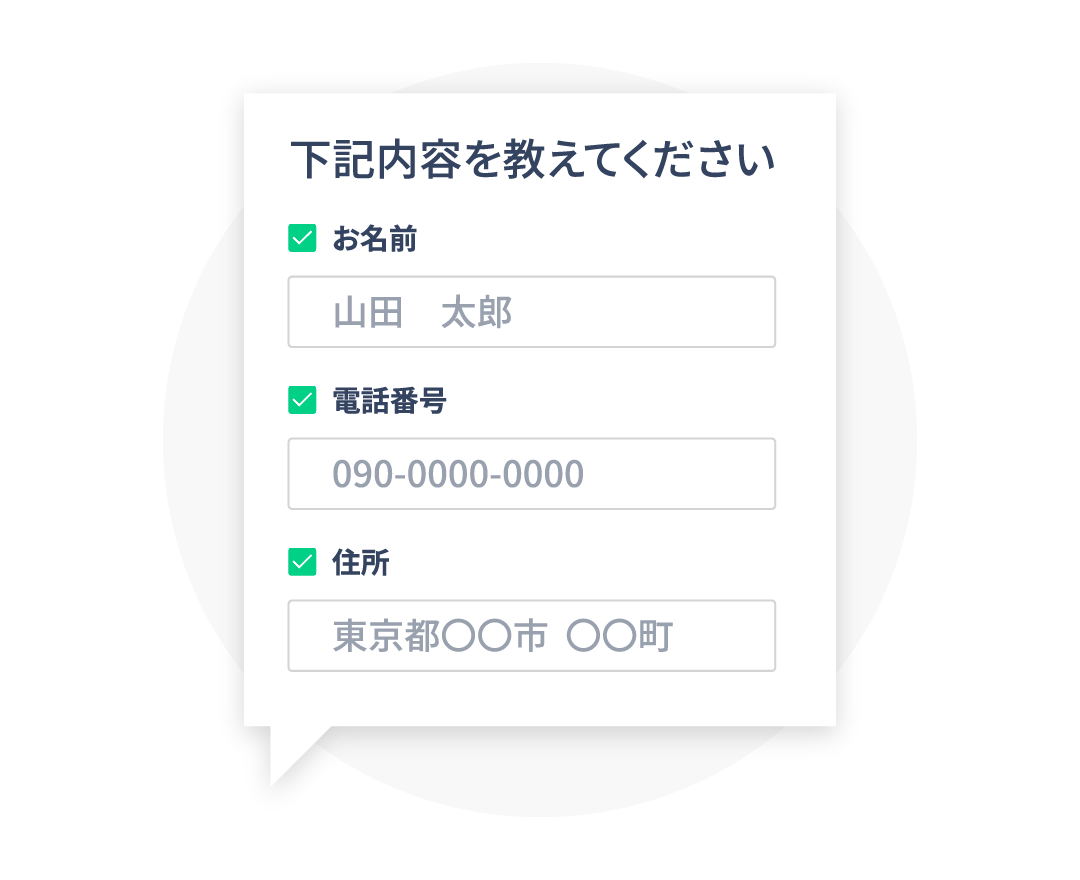 下記内容を教えてください
お名前
山田　太郎
電話番号
090-0000-0000
住所
東京都〇〇市 〇〇町